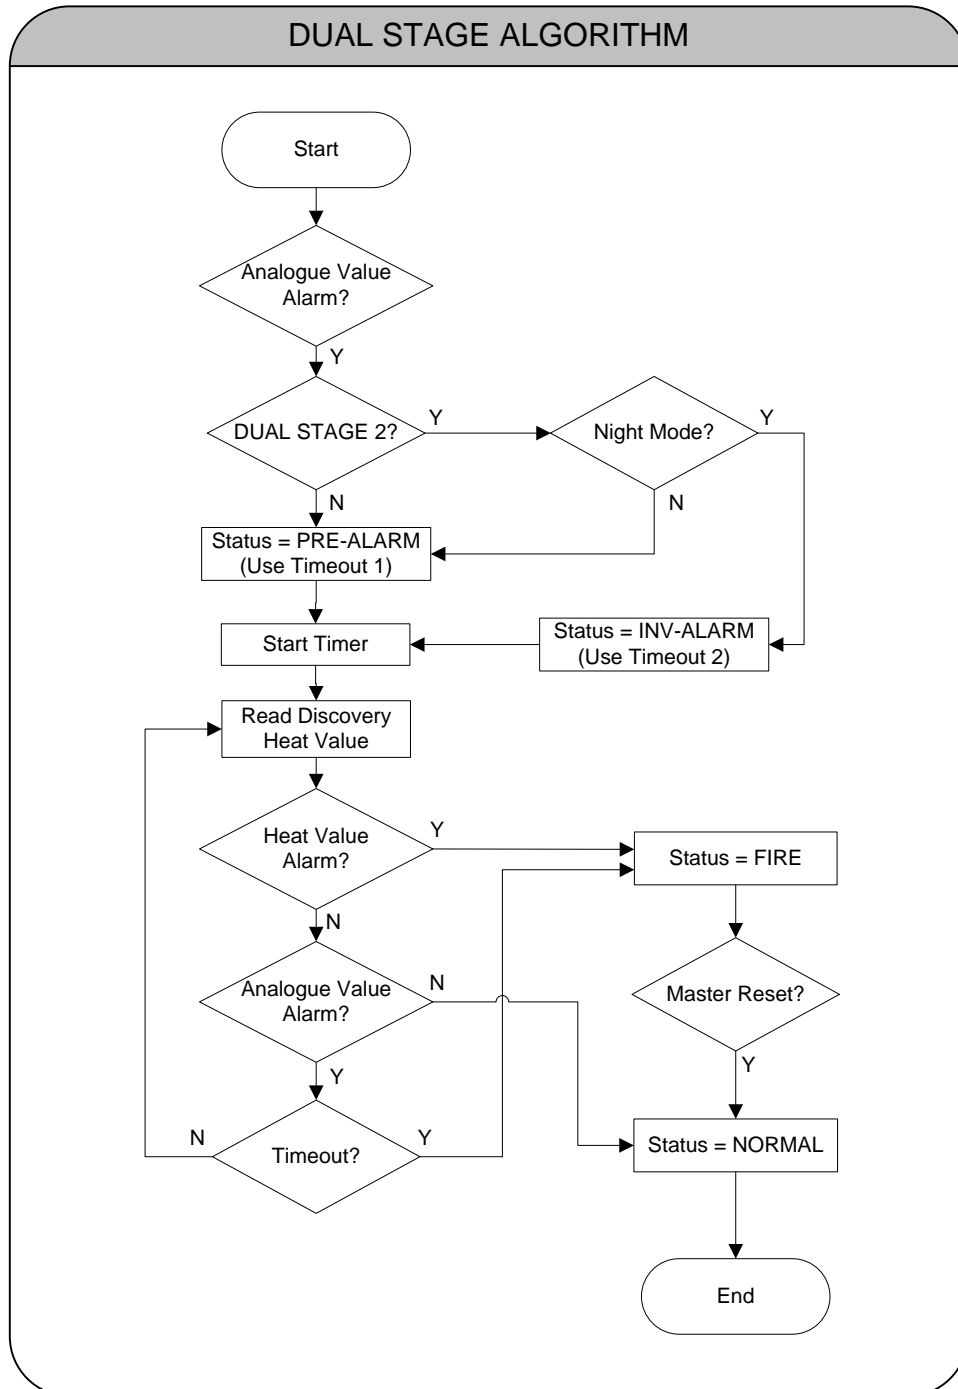 DUAL STAGE ALGORITHM
Start
Analogue Value
Alarm?
Y
DUAL STAGE 2?
Y
Night Mode?
Y
N
N
Status = PRE-ALARM
(Use Timeout 1)
Start Timer
Status = INV-ALARM
(Use Timeout 2)
Read Discovery
Heat Value
Heat Value
Alarm?
Y
Status = FIRE
N
Analogue Value
Alarm?
N
Master Reset?
Y
Y
N
Timeout?
Y
Status = NORMAL
End